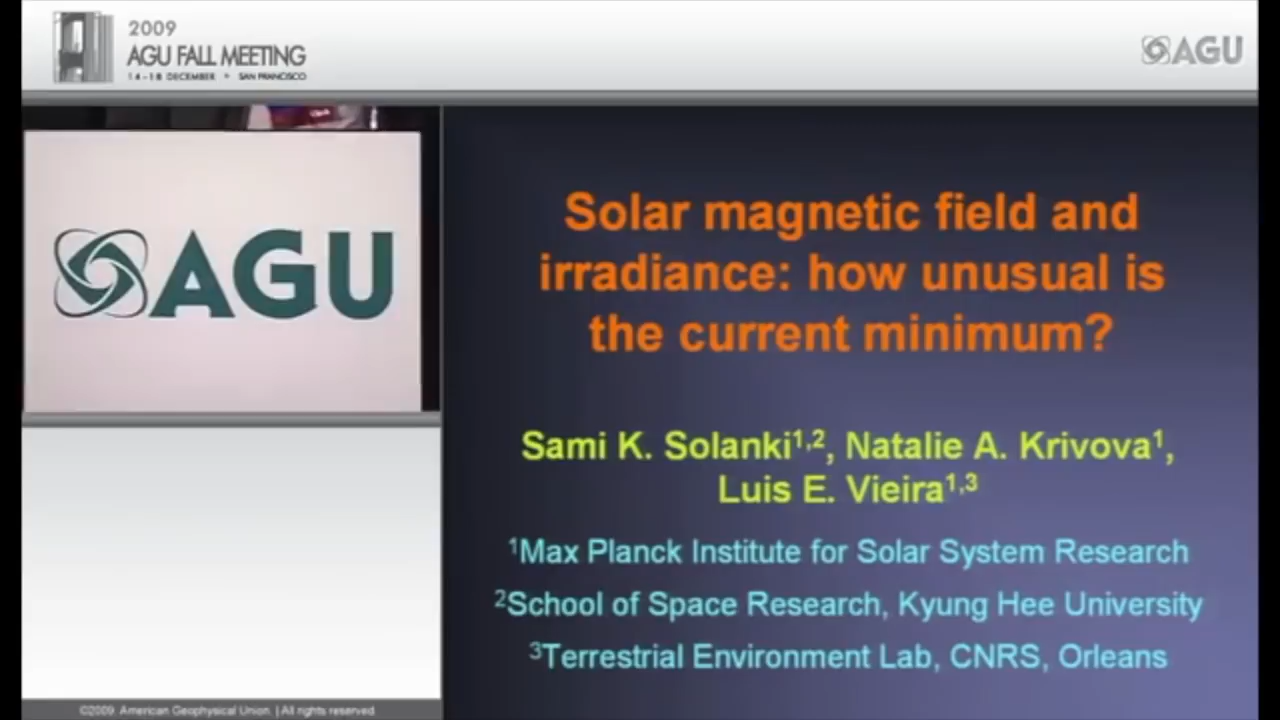 2009
AGU FALL MEETING
14-18 DECEMBER • SAN FRANCISCO
AGU
AGU
Solar magnetic field and
irradiance: how unusual is
the current minimum?
Sami K. Solanki1,2, Natalie A. Krivova1,
Luis E. Vieira1,3
1Max Planck Institute for Solar System Research
2School of Space Research, Kyung Hee University
3Terrestrial Environment Lab, CNRS, Orleans
©2009. American Geophysical Union. | All rights reserved.